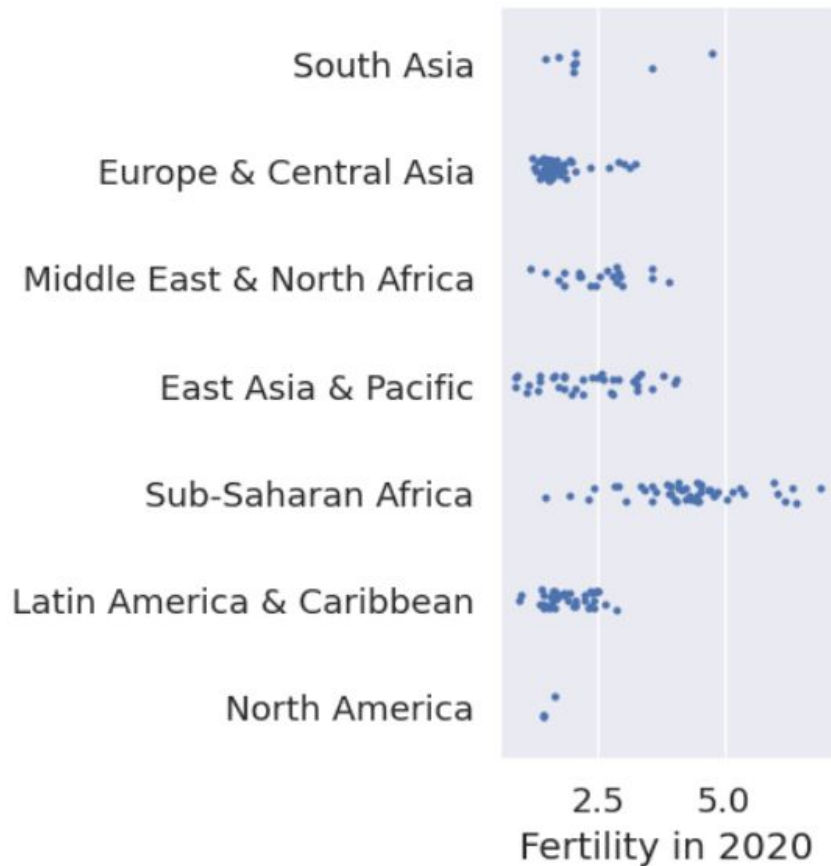 South Asia
Europe & Central Asia
Middle East & North Africa
East Asia & Pacific
Sub-Saharan Africa
Latin America & Caribbean
North America
2.5 5.0
Fertility in 2020